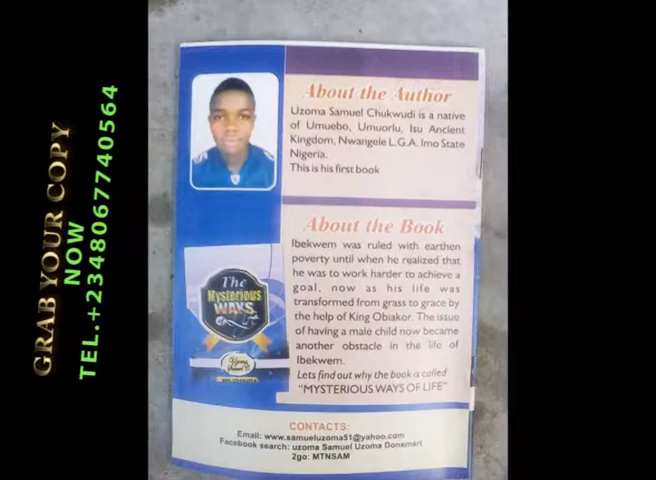 GRAB YOUR COPY
NOW
TEL.+2348067740564
About the Author
Uzoma Samuel Chukwudi is a native
of Umuebo, Umuorlu, Isu Ancient
Kingdom, Nwangele L.G.A. Imo State
Nigeria.
This is his first book
About the Book
Ibekwem was ruled with earthen
poverty until when he realized that
he was to work harder to achieve a
goal, now as his life was
transformed from grass to grace by
the help of King Obiakor. The issue
of having a male child now became
another obstacle in the life of
Ibekwem.
Lets find out why the book is called
"MYSTERIOUS WAYS OF LIFE"
The
Mysterious
WAYS
Uzoma
Samuel C
CONTACTS:
Email: www.samueluzoma51@yahoo.com
Facebook search: uzoma Samuel Uzoma Donsmart
2go: MTNSAM